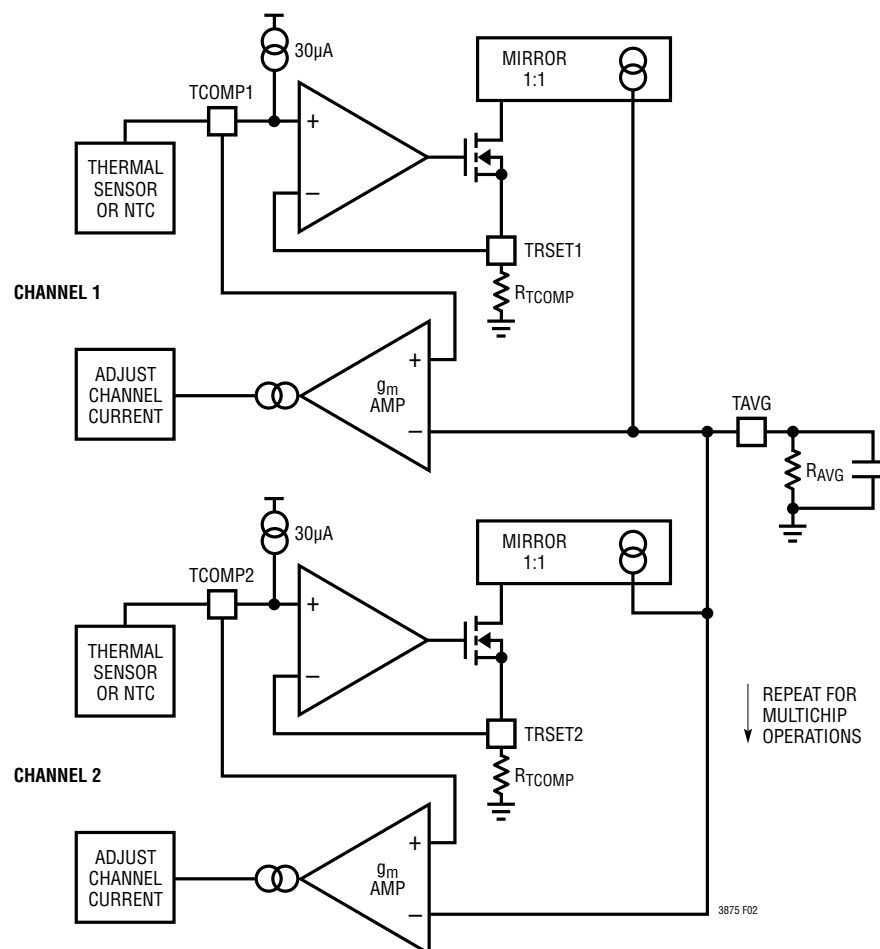 30µA
MIRROR
1:1
TCOMP1
+
THERMAL
SENSOR
OR NTC
–
TRSET1
RTCOMP
CHANNEL 1
ADJUST
CHANNEL
CURRENT
+
gm
AMP
–
TAVG
RAVG
30µA
MIRROR
1:1
TCOMP2
+
THERMAL
SENSOR
OR NTC
–
TRSET2
RTCOMP
REPEAT FOR
MULTICHIP
OPERATIONS
CHANNEL 2
ADJUST
CHANNEL
CURRENT
+
gm
AMP
–
3875 F02